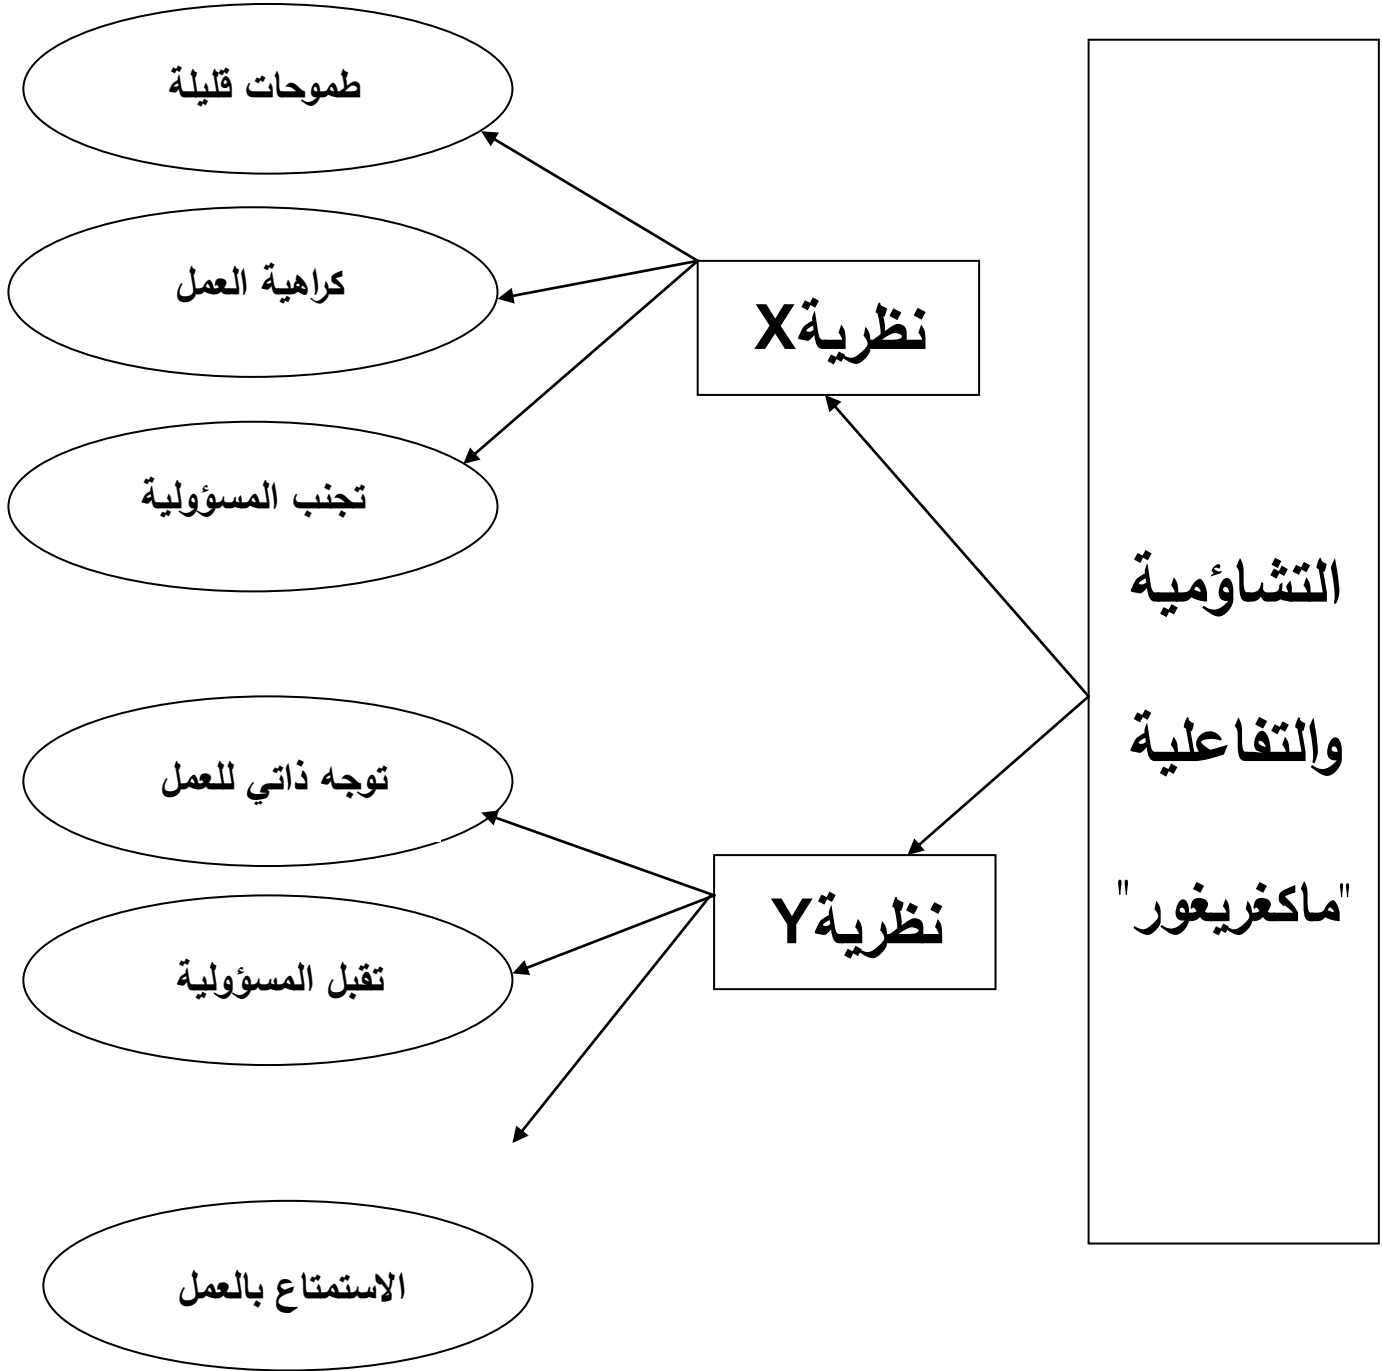 التشاؤمية
والتفاعلية
"ماكغريغور"
نظريةX
طموحات قليلة
كراهية العمل
تجنب المسؤولية
نظريةY
توجه ذاتي للعمل
تقبل المسؤولية
الاستمتاع بالعمل